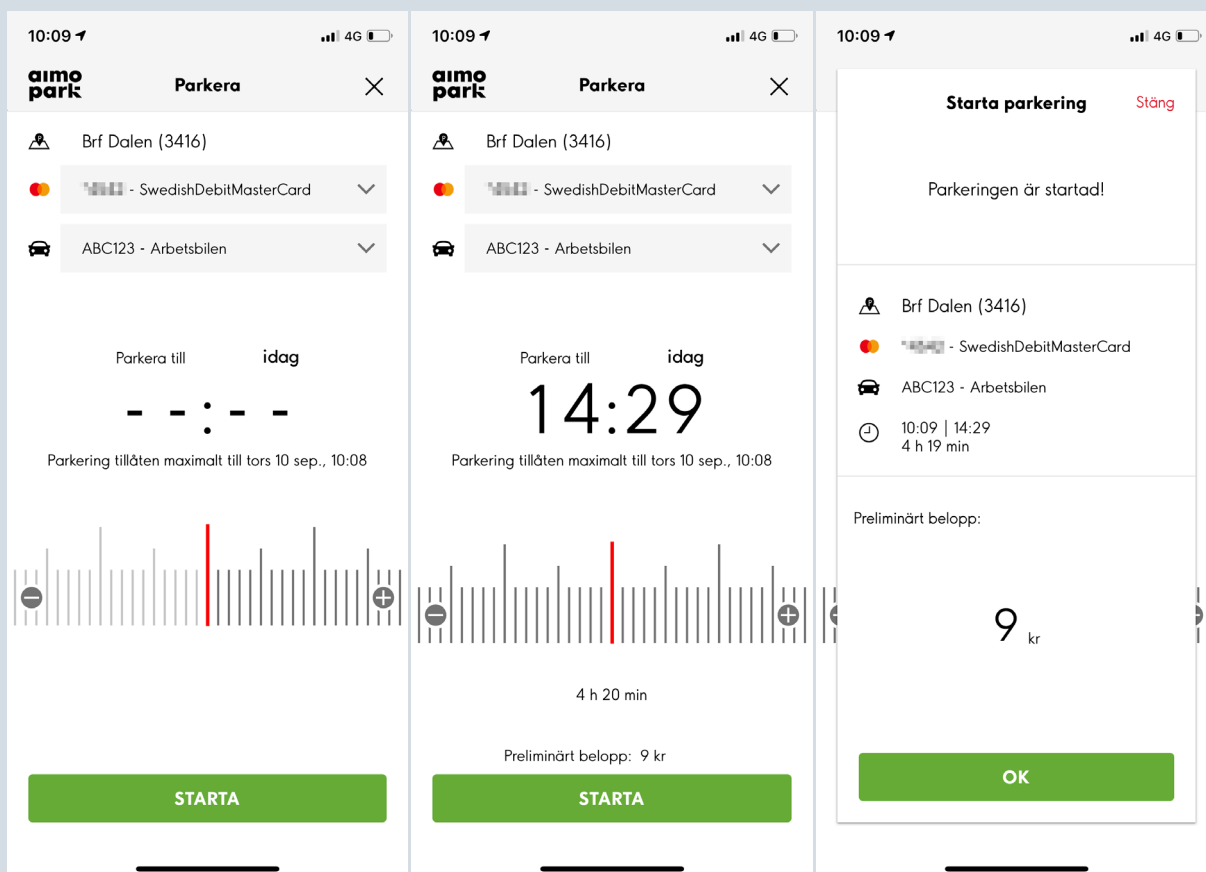 10:09
4G
aimo
park
Parkera
Brf Dalen (3416)
- SwedishDebitMasterCard
ABC123 - Arbetsbilen
Parkera till idag
- - : - -
Parkering tillåten maximalt till tors 10 sep., 10:08
STARTA
10:09
4G
aimo
park
Parkera
Brf Dalen (3416)
- SwedishDebitMasterCard
ABC123 - Arbetsbilen
Parkera till idag
14:29
Parkering tillåten maximalt till tors 10 sep., 10:08
4 h 20 min
Preliminärt belopp: 9 kr
STARTA
10:09
4G
Starta parkering
Stäng
Parkeringen är startad!
Brf Dalen (3416)
- SwedishDebitMasterCard
ABC123 - Arbetsbilen
10:09 | 14:29
4 h 19 min
Preliminärt belopp:
9 kr
OK